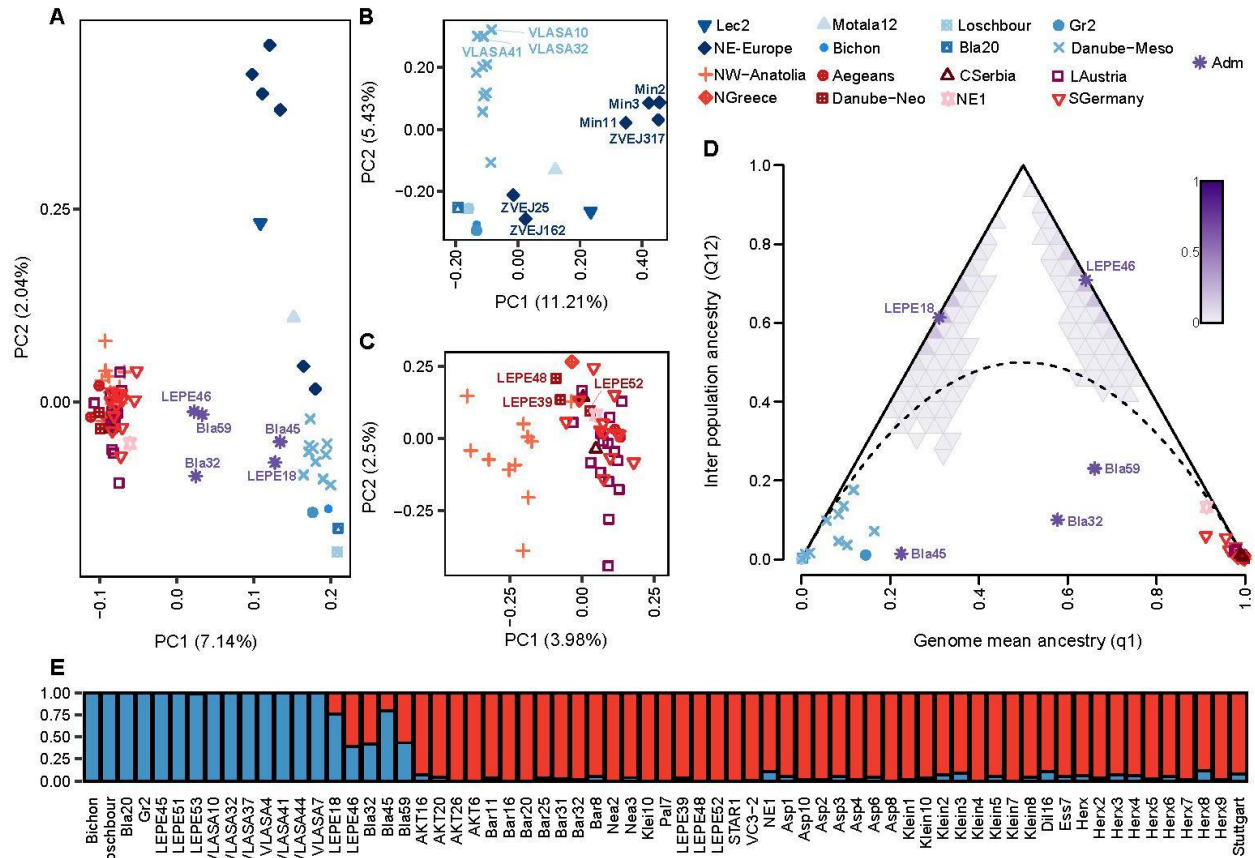 A
PC2 (2.04%)
0.25
0.00
LEPE46
Bla59
Bla45
Bla32
LEPE18
−0.1
0.0
0.1
0.2
PC1 (7.14%)
B
PC2 (5.43%)
0.20
0.00
−0.20
VLASA10
VLASA41
VLASA32
Min2
Min3
Min11
ZVEJ317
ZVEJ25
ZVEJ162
−0.20
0.00
0.20
0.40
PC1 (11.21%)
C
PC2 (2.5%)
0.25
0.00
−0.25
LEPE48
LEPE52
LEPE39
−0.25
0.00
0.25
PC1 (3.98%)
Lec2
Motala12
Loschbour
Gr2
NE−Europe
Bichon
Bla20
Danube−Meso
Adm
NW−Anatolia
Aegeans
CSerbia
LAustria
NGreece
Danube−Neo
NE1
SGermany
D
Inter population ancestry (Q12)
1.0
0.8
0.6
0.4
0.2
0.0
LEPE46
LEPE18
Bla59
Bla32
Bla45
1
0.5
0
0.0
0.2
0.4
0.6
0.8
1.0
Genome mean ancestry (q1)
E
1.00
0.75
0.50
0.25
0.00
Bichon
oschbour
Bla20
Gr2
LEPE45
LEPE51
LEPE53
VLASA10
VLASA32
VLASA37
VLASA4
VLASA41
VLASA44
VLASA7
LEPE18
LEPE46
Bla32
Bla45
Bla59
AKT16
AKT20
AKT26
AKT6
Bar11
Bar16
Bar20
Bar25
Bar31
Bar32
Bar8
Nea2
Nea3
Klei10
Pal7
LEPE39
LEPE48
LEPE52
STAR1
VC3−2
NE1
Asp1
Asp10
Asp2
Asp3
Asp4
Asp6
Asp8
Klein1
Klein10
Klein2
Klein3
Klein4
Klein5
Klein7
Klein8
Dil16
Ess7
Herx
Herx2
Herx3
Herx4
Herx5
Herx6
Herx7
Herx8
Herx9
Stuttgart